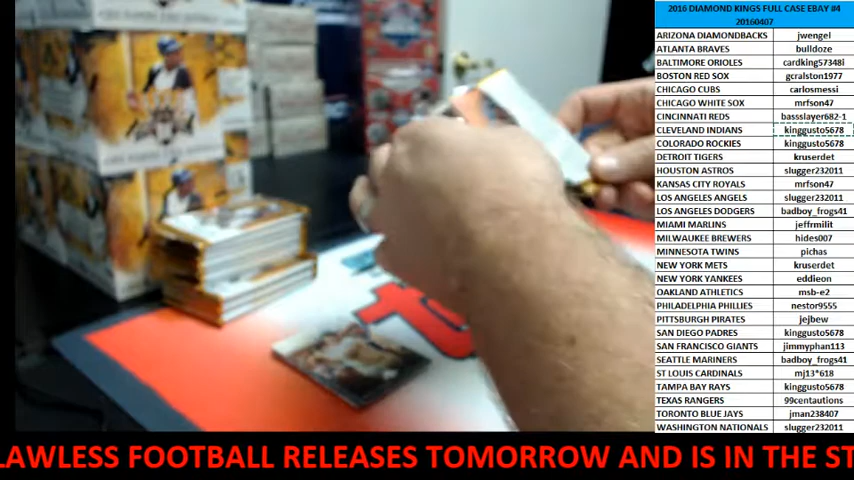 2016 DIAMOND KINGS FULL CASE EBAY #4
20160407
ARIZONA DIAMONDBACKS jwengel
ATLANTA BRAVES bulldoze
BALTIMORE ORIOLES cardking57348i
BOSTON RED SOX gcralston1977
CHICAGO CUBS carlosmessi
CHICAGO WHITE SOX mrfson47
CINCINNATI REDS bassslayer682-1
CLEVELAND INDIANS kinggusto5678
COLORADO ROCKIES kinggusto5678
DETROIT TIGERS kruserdet
HOUSTON ASTROS slugger232011
KANSAS CITY ROYALS mrfson47
LOS ANGELES ANGELS slugger232011
LOS ANGELES DODGERS badboy_frogs41
MIAMI MARLINS jeffrmilit
MILWAUKEE BREWERS hides007
MINNESOTA TWINS pichas
NEW YORK METS kruserdet
NEW YORK YANKEES eddieon
OAKLAND ATHLETICS msb-e2
PHILADELPHIA PHILLIES nestor9555
PITTSBURGH PIRATES jejbew
SAN DIEGO PADRES kinggusto5678
SAN FRANCISCO GIANTS jimmyphan113
SEATTLE MARINERS badboy_frogs41
ST LOUIS CARDINALS mj13*618
TAMPA BAY RAYS kinggusto5678
TEXAS RANGERS 99centautions
TORONTO BLUE JAYS jman238407
WASHINGTON NATIONALS slugger232011
LAWLESS FOOTBALL RELEASES TOMORROW AND IS IN THE ST